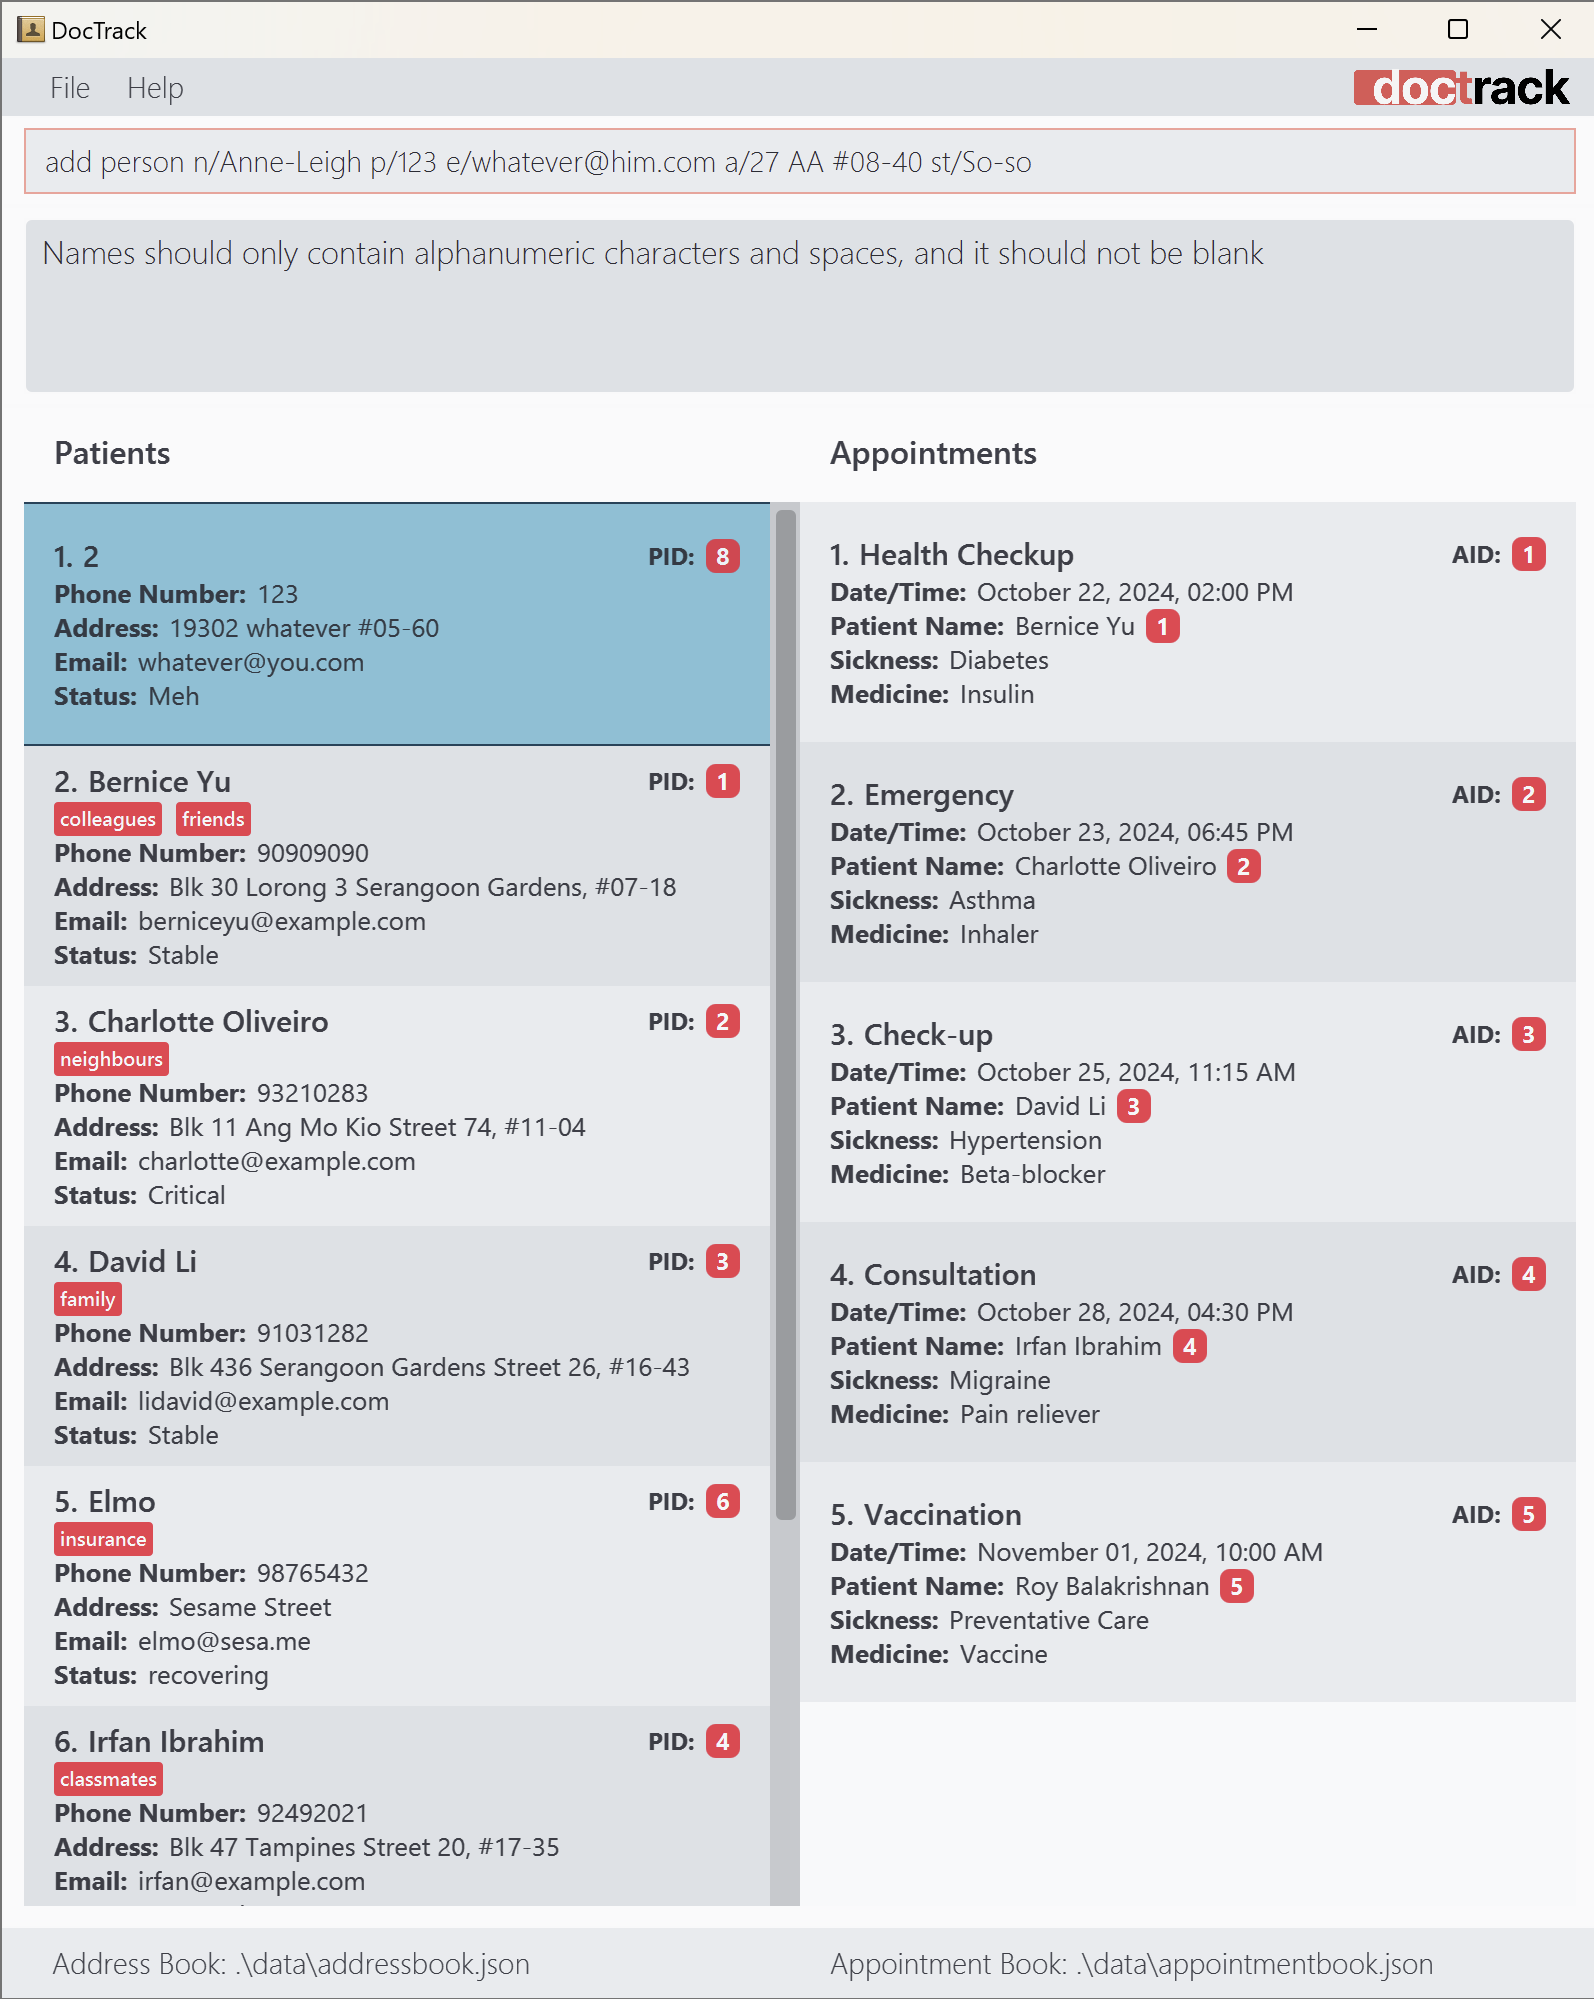 DocTrack
File Help
doctrack
add person n/Anne-Leigh p/123 e/whatever@him.com a/27 AA #08-40 st/So-so
Names should only contain alphanumeric characters and spaces, and it should not be blank
Patients
1. 2 PID: 8
Phone Number: 123
Address: 19302 whatever #05-60
Email: whatever@you.com
Status: Meh
2. Bernice Yu PID: 1
colleagues friends
Phone Number: 90909090
Address: Blk 30 Lorong 3 Serangoon Gardens, #07-18
Email: berniceyu@example.com
Status: Stable
3. Charlotte Oliveiro PID: 2
neighbours
Phone Number: 93210283
Address: Blk 11 Ang Mo Kio Street 74, #11-04
Email: charlotte@example.com
Status: Critical
4. David Li PID: 3
family
Phone Number: 91031282
Address: Blk 436 Serangoon Gardens Street 26, #16-43
Email: lidavid@example.com
Status: Stable
5. Elmo PID: 6
insurance
Phone Number: 98765432
Address: Sesame Street
Email: elmo@sesa.me
Status: recovering
6. Irfan Ibrahim PID: 4
classmates
Phone Number: 92492021
Address: Blk 47 Tampines Street 20, #17-35
Email: irfan@example.com
Appointments
1. Health Checkup AID: 1
Date/Time: October 22, 2024, 02:00 PM
Patient Name: Bernice Yu 1
Sickness: Diabetes
Medicine: Insulin
2. Emergency AID: 2
Date/Time: October 23, 2024, 06:45 PM
Patient Name: Charlotte Oliveiro 2
Sickness: Asthma
Medicine: Inhaler
3. Check-up AID: 3
Date/Time: October 25, 2024, 11:15 AM
Patient Name: David Li 3
Sickness: Hypertension
Medicine: Beta-blocker
4. Consultation AID: 4
Date/Time: October 28, 2024, 04:30 PM
Patient Name: Irfan Ibrahim 4
Sickness: Migraine
Medicine: Pain reliever
5. Vaccination AID: 5
Date/Time: November 01, 2024, 10:00 AM
Patient Name: Roy Balakrishnan 5
Sickness: Preventative Care
Medicine: Vaccine
Address Book: .\data\addressbook.json
Appointment Book: .\data\appointmentbook.json